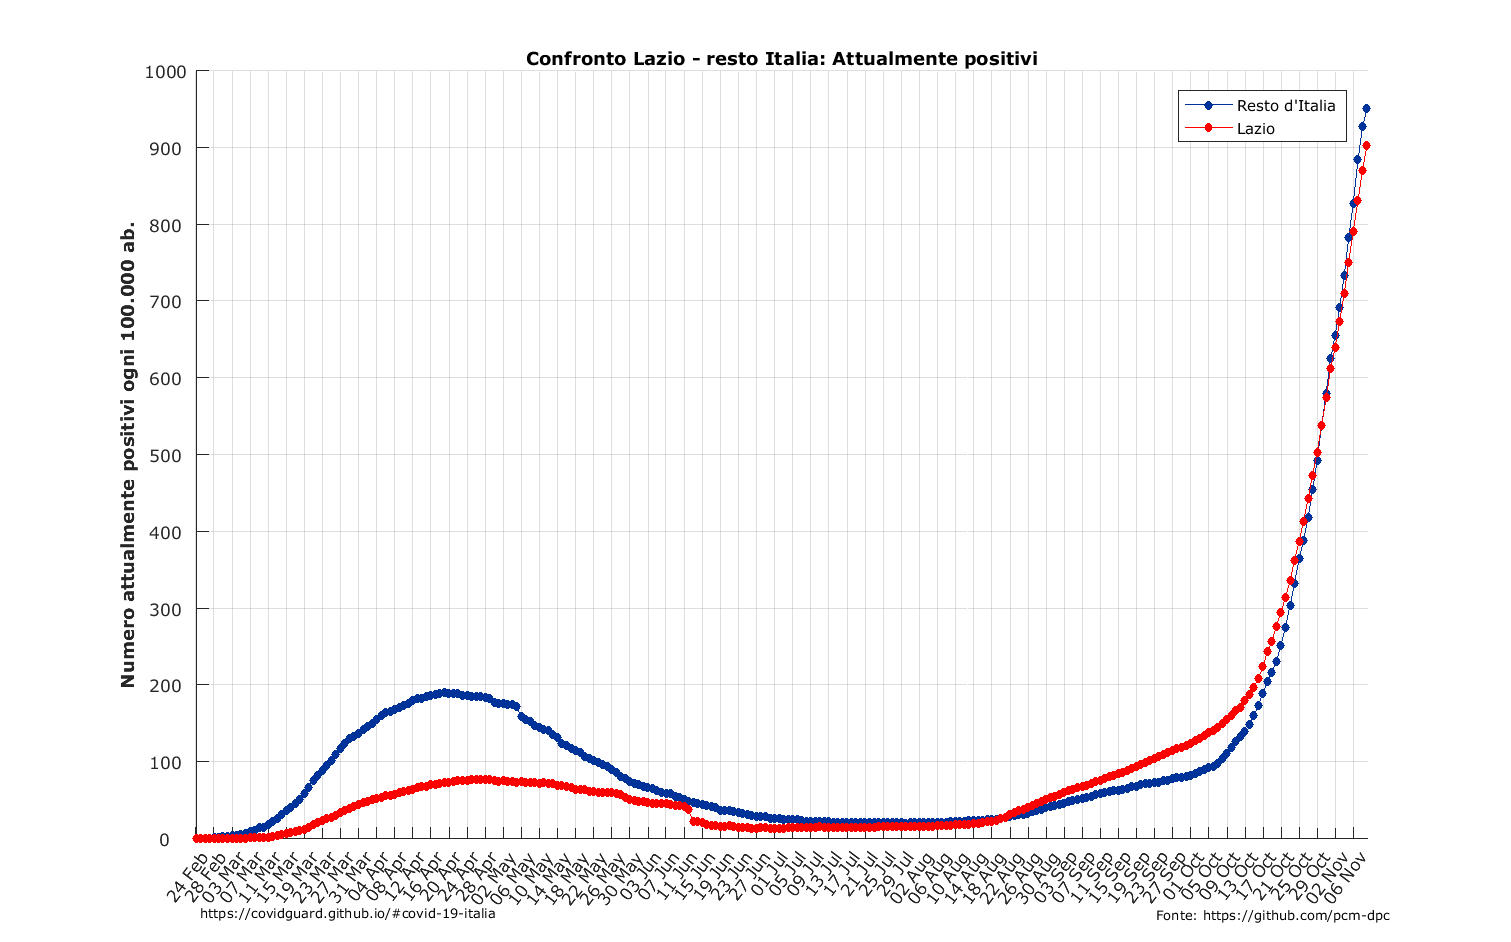 Confronto Lazio - resto Italia: Attualmente positivi
Resto d'Italia
Lazio
Numero attualmente positivi ogni 100.000 ab.
1000
900
800
700
600
500
400
300
200
100
0
24 Feb
28 Feb
03 Mar
07 Mar
11 Mar
15 Mar
19 Mar
23 Mar
27 Mar
31 Mar
04 Apr
08 Apr
12 Apr
16 Apr
20 Apr
24 Apr
28 Apr
02 May
06 May
10 May
14 May
18 May
22 May
26 May
30 May
03 Jun
07 Jun
11 Jun
15 Jun
19 Jun
23 Jun
27 Jun
01 Jul
05 Jul
09 Jul
13 Jul
17 Jul
21 Jul
25 Jul
29 Jul
02 Aug
06 Aug
10 Aug
14 Aug
18 Aug
22 Aug
26 Aug
30 Aug
03 Sep
07 Sep
11 Sep
15 Sep
19 Sep
23 Sep
27 Sep
01 Oct
05 Oct
09 Oct
13 Oct
17 Oct
21 Oct
25 Oct
29 Oct
02 Nov
06 Nov
https://covidguard.github.io/#covid-19-italia
Fonte: https://github.com/pcm-dpc